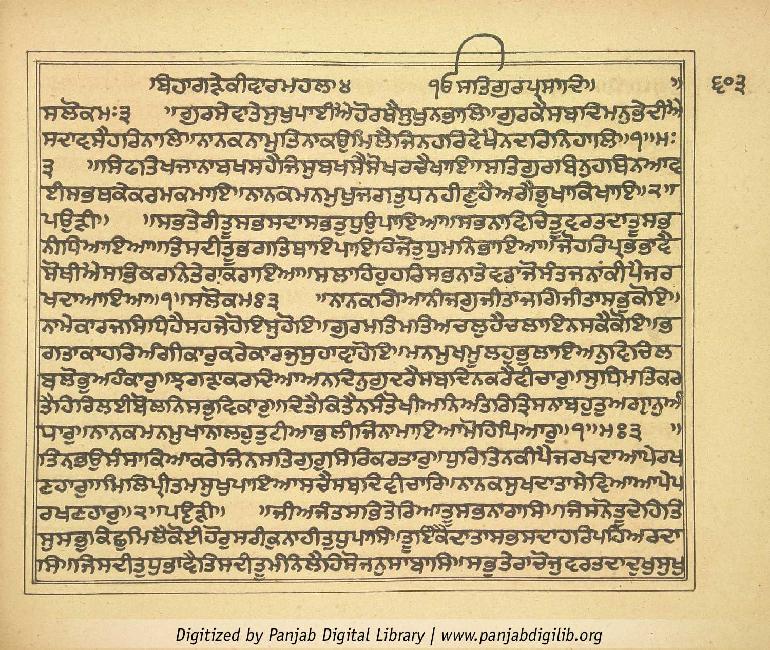 ਬਿਹਾਗੜੇਕੀਵਾਰਮਹਲਾ੪ ੴਸਤਿਗੁਰਪ੍ਰਸਾਦਿ॥ ॥ ੬੦੩
ਸਲੋਕਮਃ੩ ॥ਗੁਰਸੇਵਾਤੇਸੁਖੁਪਾਈਐਹੋਰਥੈਸੁਖੁਨਭਾਲਿ॥ਗੁਰਕੈਸਬਦਿਮਨੁਭੇਦੀਐ
ਸਦਾਵਸੈਹਰਿਨਾਲਿ॥ਨਾਨਕਨਾਮੁਤਿਨਾਕਉਮਿਲੈਜਿਨਹਰਿਵੇਖੈਨਦਰਿਨਿਹਾਲਿ॥੧॥ਮਃ
੩ ॥ਸਿਫਤਿਖਜਾਨਾਬਖਸਹੈਜਿਸੁਬਖਸੈਸੋਖਰਚੈਖਾਇ॥ਸਤਿਗੁਰਬਿਨੁਹਥਿਨਆਵ
ਈਸਭਥਕੇਕਰਮਕਮਾਇ॥ਨਾਨਕਮਨਮੁਖੁਜਗਤੁਧਨਹੀਣੁਹੈਅਗੈਭੁਖਾਕਿਖਾਇ॥੨॥
ਪਉੜੀ॥ ॥ਸਭਤੇਰੀਤੂਸਭਸਦਾਸਭਤੁਧੁਉਪਾਇਆ॥ਸਭਨਾਵਿਚਿਤੂਵਰਤਦਾਤੂਸਭ
ਨੀਧਿਆਇਆ॥ਤਿਸਦੀਤੂਭਗਤਿਥਾਇਪਾਇਹਿਜੋਤੁਧੁਮਨਿਭਾਇਆ॥ਜੋਹਰਿਪ੍ਰਭਭਾਵੈ
ਸੋਥੀਐਸਭਿਕਰਨਿਤੇਰਾਕਰਾਇਆ॥ਸਲਾਹਿਹੁਹਰਿਸਭਨਾਤੇਵਡਾਜੋਸੰਤਜਨਾਂਕੀਪੈਜਰ
ਖਦਾਆਇਆ॥੧॥ਸਲੋਕਮਃ੩ ॥ਨਾਨਕਗਿਆਨੀਜਗੁਜੀਤਾਜਗਿਜੀਤਾਸਭੁਕੋਇ॥
ਨਾਮੇਕਾਰਜਸਿਧਿਹੈਸਹਜੇਹੋਇਸੁਹੋਇ॥ਗੁਰਮਤਿਮਤਿਅਚਲੁਹੈਚਲਾਇਨਸਕੈਕੋਇ॥ਭ
ਗਤਾਕਾਹਰਿਅੰਗੀਕਾਰੁਕਰੇਕਾਰਜੁਸੁਹਾਵਾਹੋਇ॥ਮਨਮੁਖਮੂਲਹੁਭੁਲਾਇਅਨੁਵਿਚਿਲ
ਬੁਲੋਭੁਅਹੰਕਾਰੁ॥ਝਗੜਾਕਰਦਿਆਅਨਦਿਨੁਗੁਦਰੈਸਬਦਿਨਕਰੈਵੀਚਾਰੁ॥ਸੁਧਿਮਤਿਕਰ
ਤੈਹਿਰਿਲਈਬੋਲਨਿਸਭੁਵਿਕਾਰੁ॥ਦਿਤੈਕਿਤੈਨਸੰਤੋਖੀਅਨਿਅੰਤਰਿਤ੍ਰਿਸਨਾਬਹੁਤੁਅਗ੍ਯਾਨੁਅੰ
ਧਾਰੁ॥ਨਾਨਕਮਨਮੁਖਾਨਾਲਹੁਤੁਟੀਆਭਲੀਜਿਨਾਮਾਇਆਮੋਹਿਪਿਆਰੁ॥੧॥ਮਃ੩ ॥
ਤਿਨਭਉਸੰਸਾਕਿਆਕਰੇਜਿਨਸਤਿਗੁਰੁਸਿਰਿਕਰਤਾਰੁ॥ਧੁਰਿਤਿਨਕੀਪੈਜਰਖਦਾਆਪੇਰਖ
ਣਹਾਰੁ॥ਮਿਲਿਪ੍ਰੀਤਮਸੁਖੁਪਾਇਆਸਚੈਸਬਦਿਵੀਚਾਰਿ॥ਨਾਨਕਸੁਖਦਾਤਾਸੇਵਿਆਆਪੇਪ
ਰਖਣਹਾਰੁ॥੨॥ਪਉੜੀ॥ ॥ਜੀਅਜੰਤਸਭਿਤੇਰਿਆਤੂਸਭਨਾਰਾਸਿ॥ਜਿਸਨੋਤੂਦੇਹਿਤਿ
ਸੁਸਭੁਕਿਛੁਮਿਲੈਕੋਈਹੋਰੁਸਰੀਕੁਨਾਹੀਤੁਧੁਪਾਸਿ॥ਤੂਇਕੋਦਾਤਾਸਭਸਦਾਹਰਿਪਹਿਅਰਦਾ
ਸਿ॥ਜਿਸਦੀਤੁਧੁਭਾਵੈਤਿਸਦੀਤੂਮੰਨਿਲੈਹਿਸੋਜਨੁਸਾਬਾਸਿ॥ਸਭੁਤੇਰਾਚੋਜੁਵਰਤਦਾਦੁਖੁਸੁਖੁ
Digitized by Panjab Digital Library | www.panjabdigilib.org